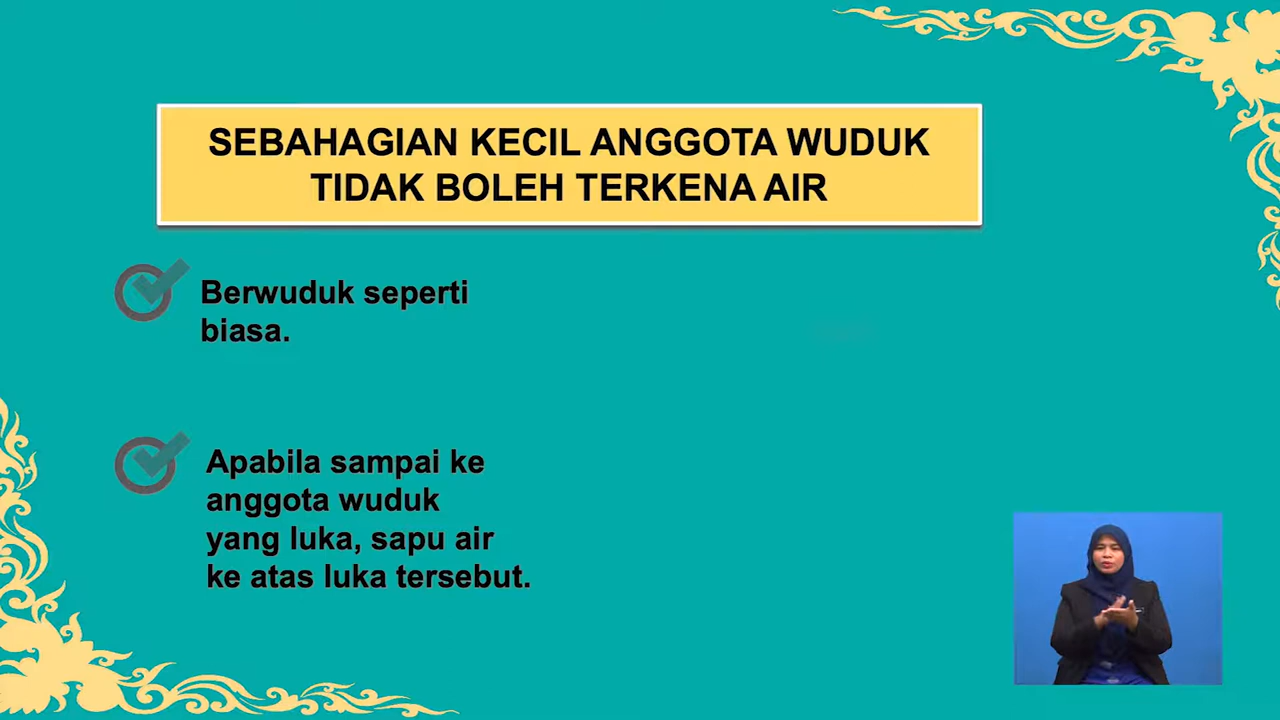 SEBAHAGIAN KECIL ANGGOTA WUDUK
TIDAK BOLEH TERKENA AIR
Berwuduk seperti
biasa.
Apabila sampai ke
anggota wuduk
yang luka, sapu air
ke atas luka tersebut.